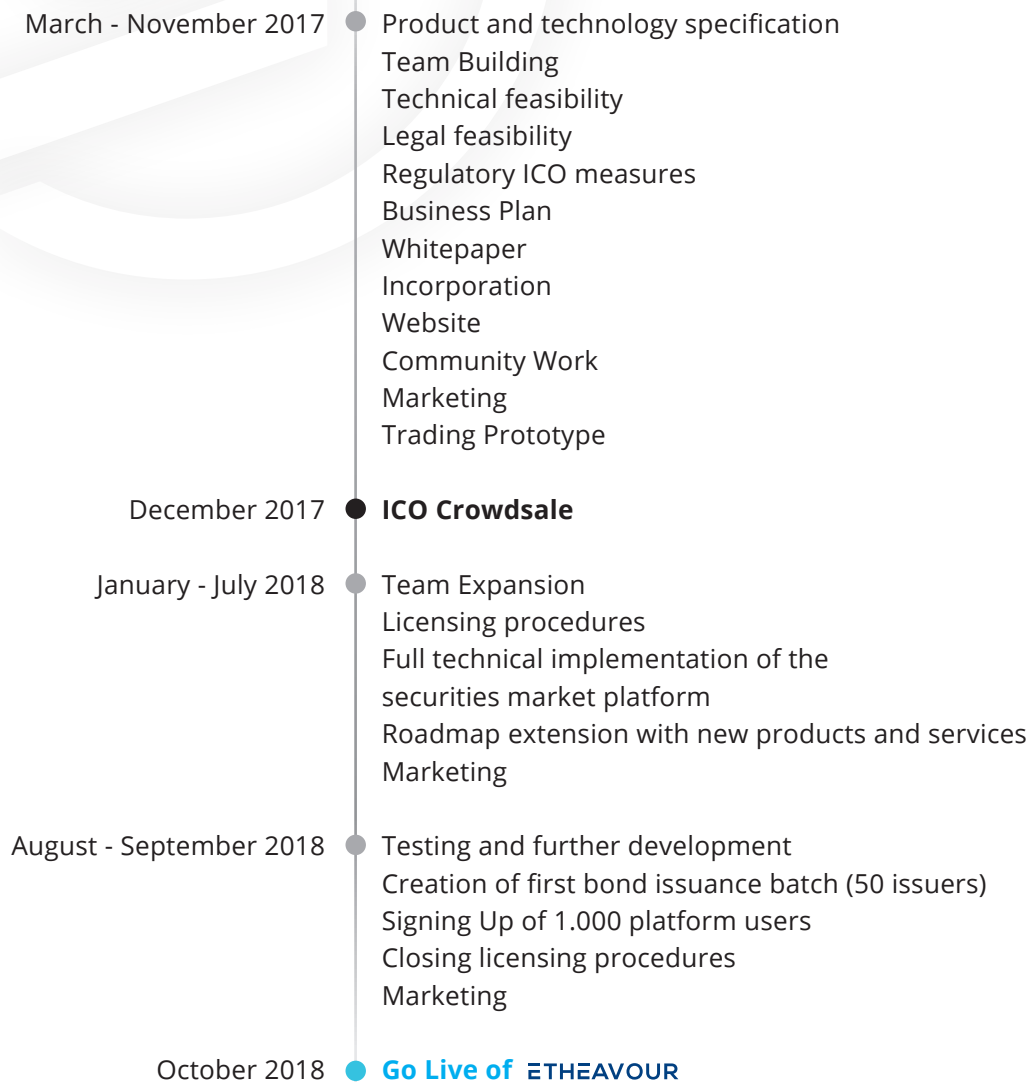 March - November 2017 Product and technology specification
Team Building
Technical feasibility
Legal feasibility
Regulatory ICO measures
Business Plan
Whitepaper
Incorporation
Website
Community Work
Marketing
Trading Prototype
December 2017 ICO Crowdsale
January - July 2018 Team Expansion
Licensing procedures
Full technical implementation of the
securities market platform
Roadmap extension with new products and services
Marketing
August - September 2018 Testing and further development
Creation of first bond issuance batch (50 issuers)
Signing Up of 1.000 platform users
Closing licensing procedures
Marketing
October 2018 Go Live of ETHEAVOUR